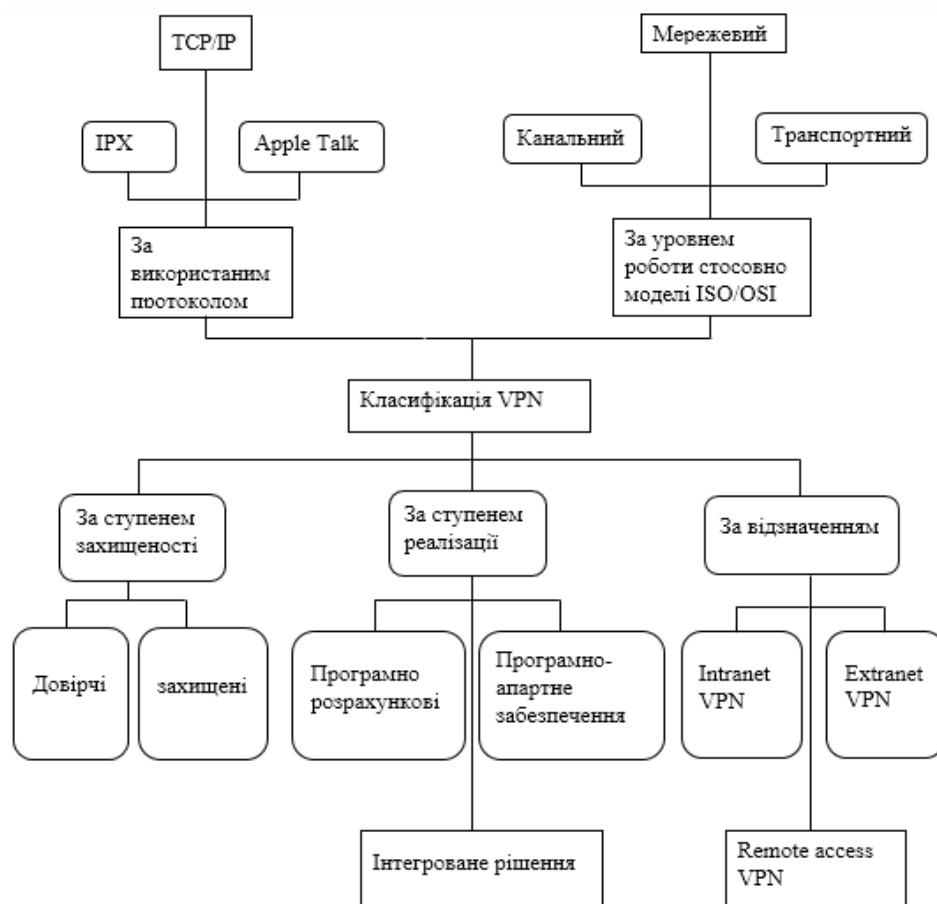 TCP/IP
Мережевий
IPX
Apple Talk
Канальний
Транспортний
За
використаним
протоколом
За уровнем
роботи стосовно
моделі ISO/OSI
Класифікація VPN
За ступенем
захищеності
За ступенем
реалізації
За відзначенням
Довірчі
захищені
Програмно
розрахункові
Програмно-
апартне
забезпечення
Intranet
VPN
Extranet
VPN
Інтегроване рішення
Remote access
VPN